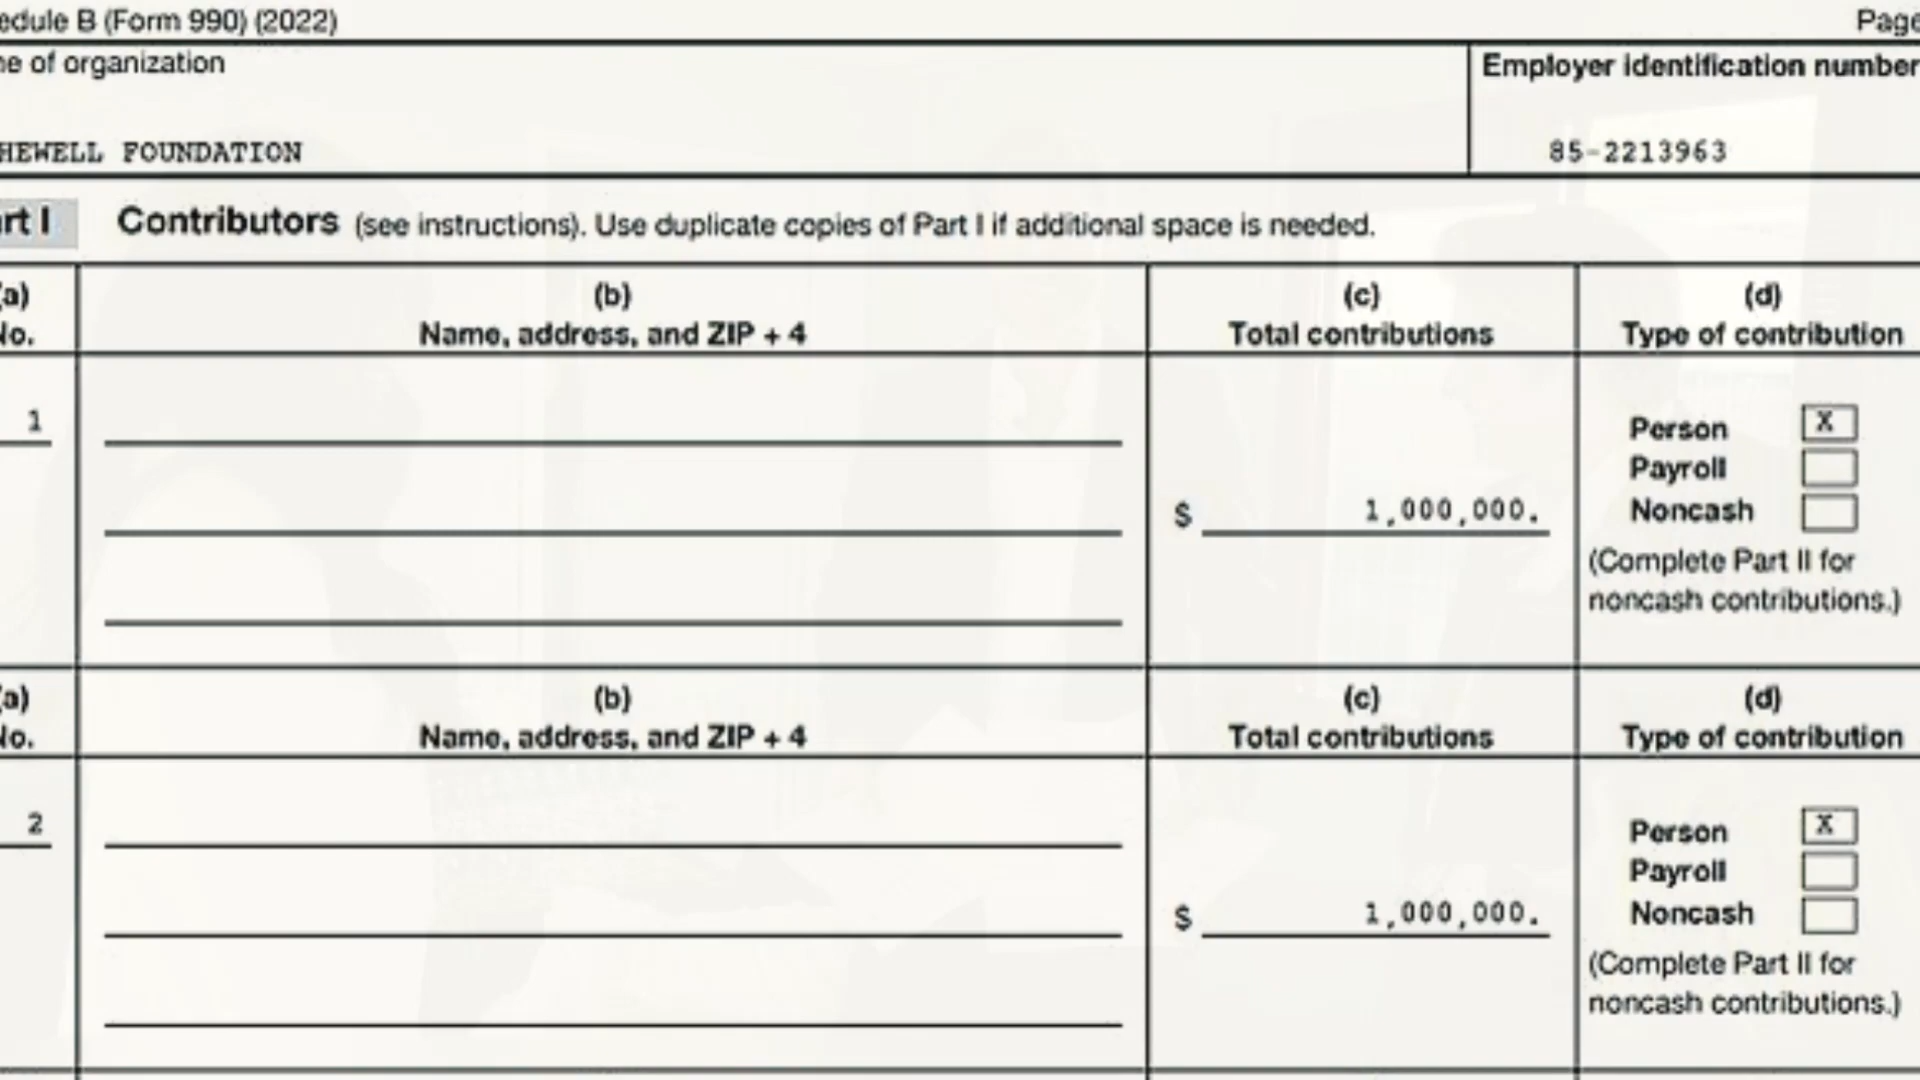 edule B (Form 990) (2022) Page
e of organization Employer identification number
HEWELL FOUNDATION 85-2213963
rt I Contributors (see instructions). Use duplicate copies of Part I if additional space is needed.
(a) (b) (c) (d)
No. Name, address, and ZIP + 4 Total contributions Type of contribution
1 Person X
Payroll
$ 1,000,000. Noncash
(Complete Part II for
noncash contributions.)
(a) (b) (c) (d)
No. Name, address, and ZIP + 4 Total contributions Type of contribution
2 Person X
Payroll
$ 1,000,000. Noncash
(Complete Part II for
noncash contributions.)